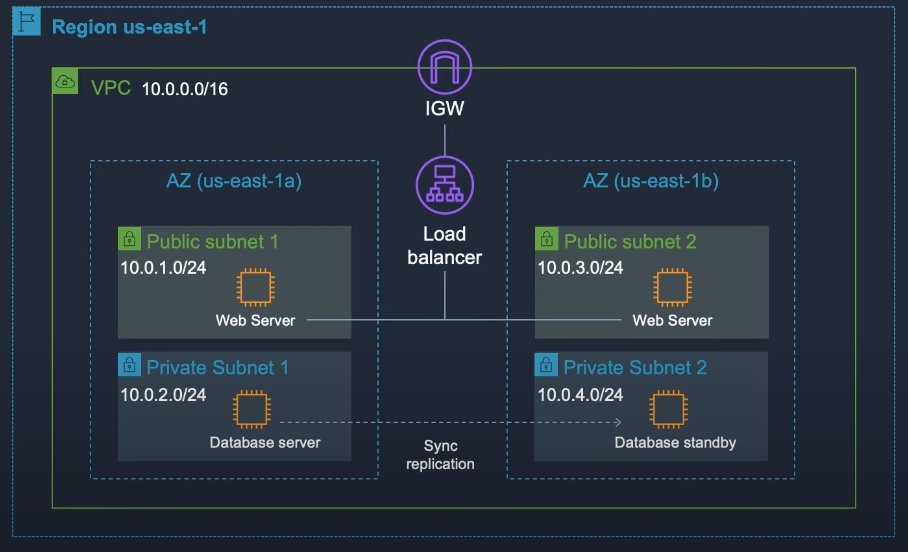 Region us-east-1
VPC 10.0.0.0/16
IGW
AZ (us-east-1a)
Load
balancer
AZ (us-east-1b)
Public subnet 1
10.0.1.0/24
Web Server
Public subnet 2
10.0.3.0/24
Web Server
Private Subnet 1
10.0.2.0/24
Database server
Sync
replication
Private Subnet 2
10.0.4.0/24
Database standby